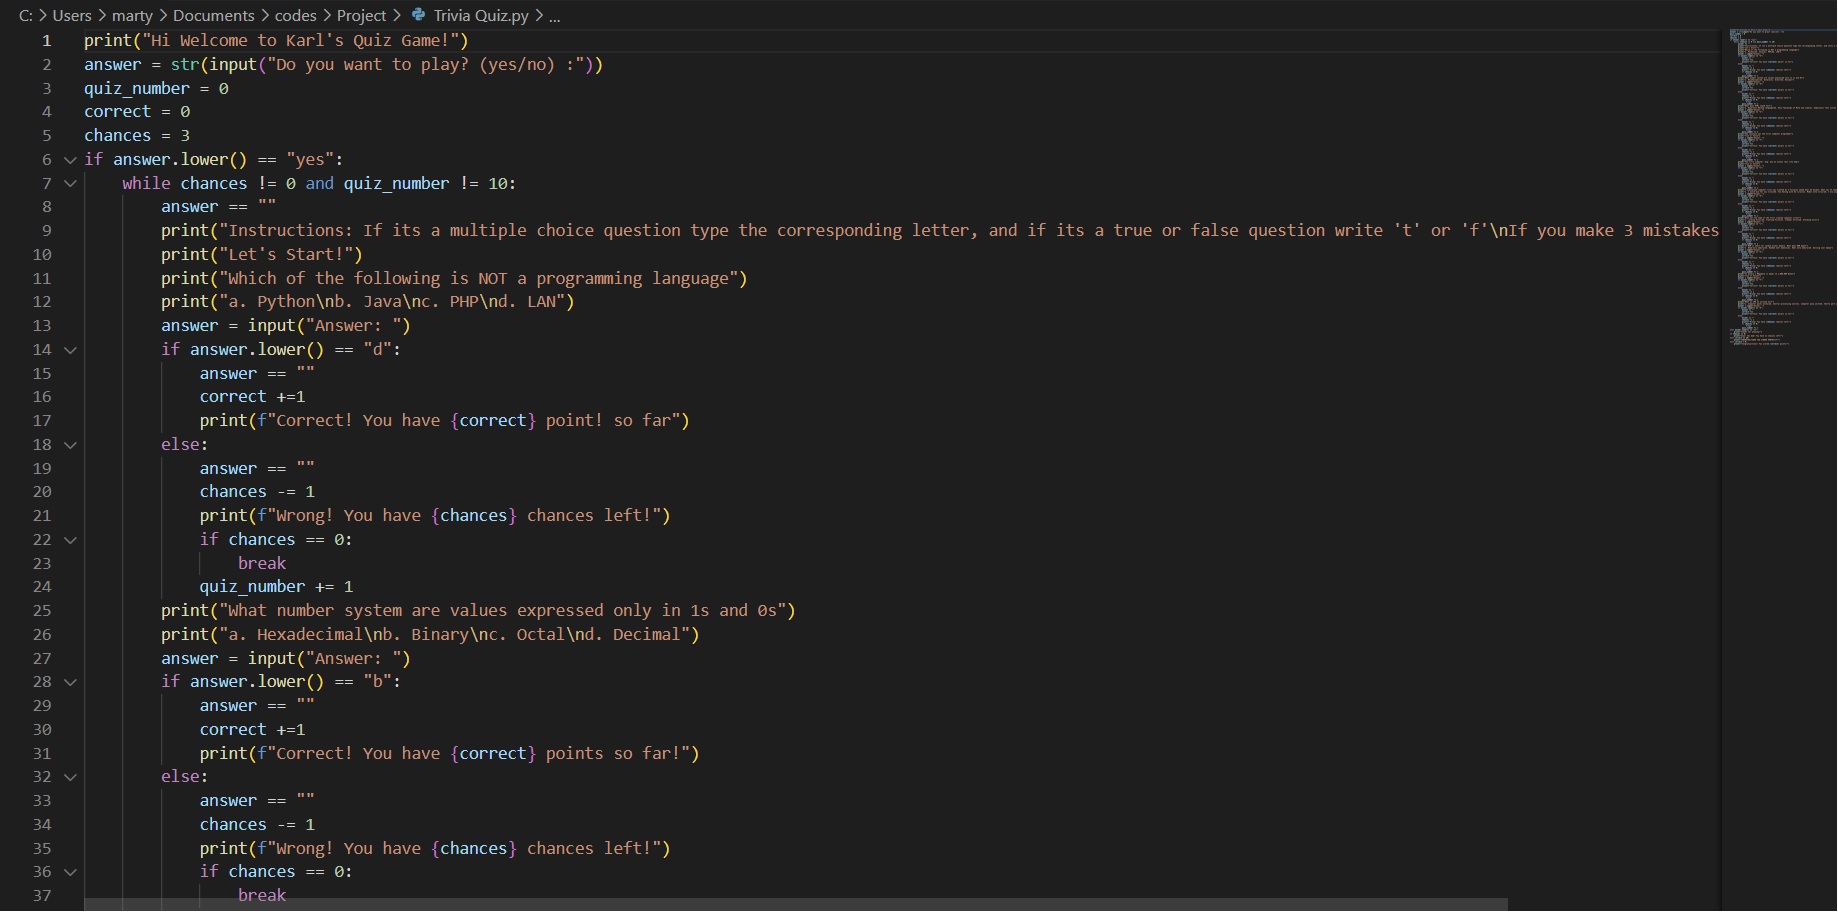 C: > Users > marty > Documents > codes > Project > Trivia Quiz.py > ...
1 print("Hi Welcome to Karl's Quiz Game!")
2 answer = str(input("Do you want to play? (yes/no) :"))
3 quiz_number = 0
4 correct = 0
5 chances = 3
6 if answer.lower() == "yes":
7     while chances != 0 and quiz_number != 10:
8         answer == ""
9         print("Instructions: If its a multiple choice question type the corresponding letter, and if its a true or false question write 't' or 'f'\nIf you make 3 mistakes
10         print("Let's Start!")
11         print("Which of the following is NOT a programming language")
12         print("a. Python\nb. Java\nc. PHP\nd. LAN")
13         answer = input("Answer: ")
14         if answer.lower() == "d":
15             answer == ""
16             correct +=1
17             print(f"Correct! You have {correct} point! so far")
18         else:
19             answer == ""
20             chances -= 1
21             print(f"Wrong! You have {chances} chances left!")
22             if chances == 0:
23                 break
24             quiz_number += 1
25         print("What number system are values expressed only in 1s and 0s")
26         print("a. Hexadecimal\nb. Binary\nc. Octal\nd. Decimal")
27         answer = input("Answer: ")
28         if answer.lower() == "b":
29             answer == ""
30             correct +=1
31             print(f"Correct! You have {correct} points so far!")
32         else:
33             answer == ""
34             chances -= 1
35             print(f"Wrong! You have {chances} chances left!")
36             if chances == 0:
37                 break